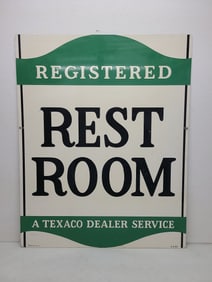 REGISTERED
REST
ROOM
A TEXACO DEALER SERVICE